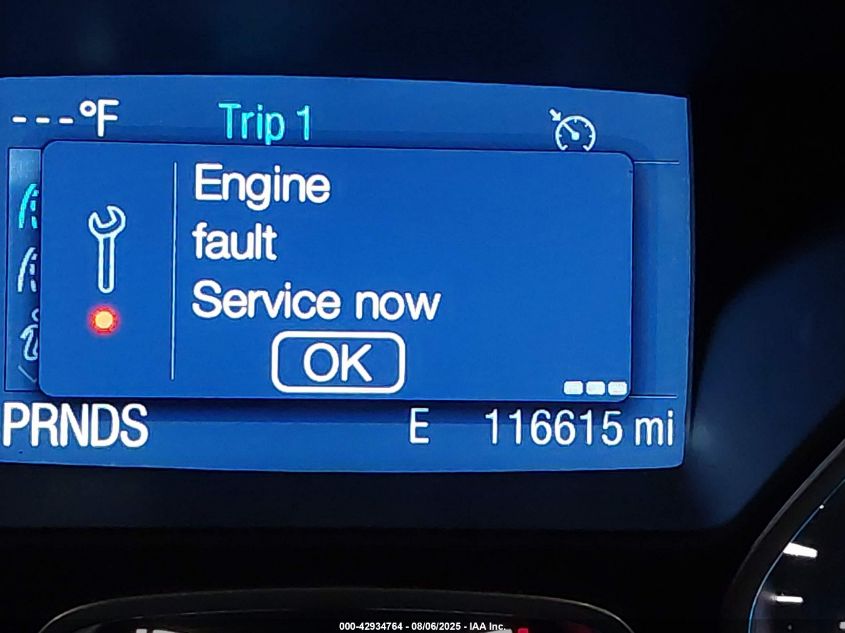 ---°F Trip 1
Engine
fault
Service now
OK
PRNDS E 116615 mi
000-42934764 - 08/06/2025 - IAA Inc.